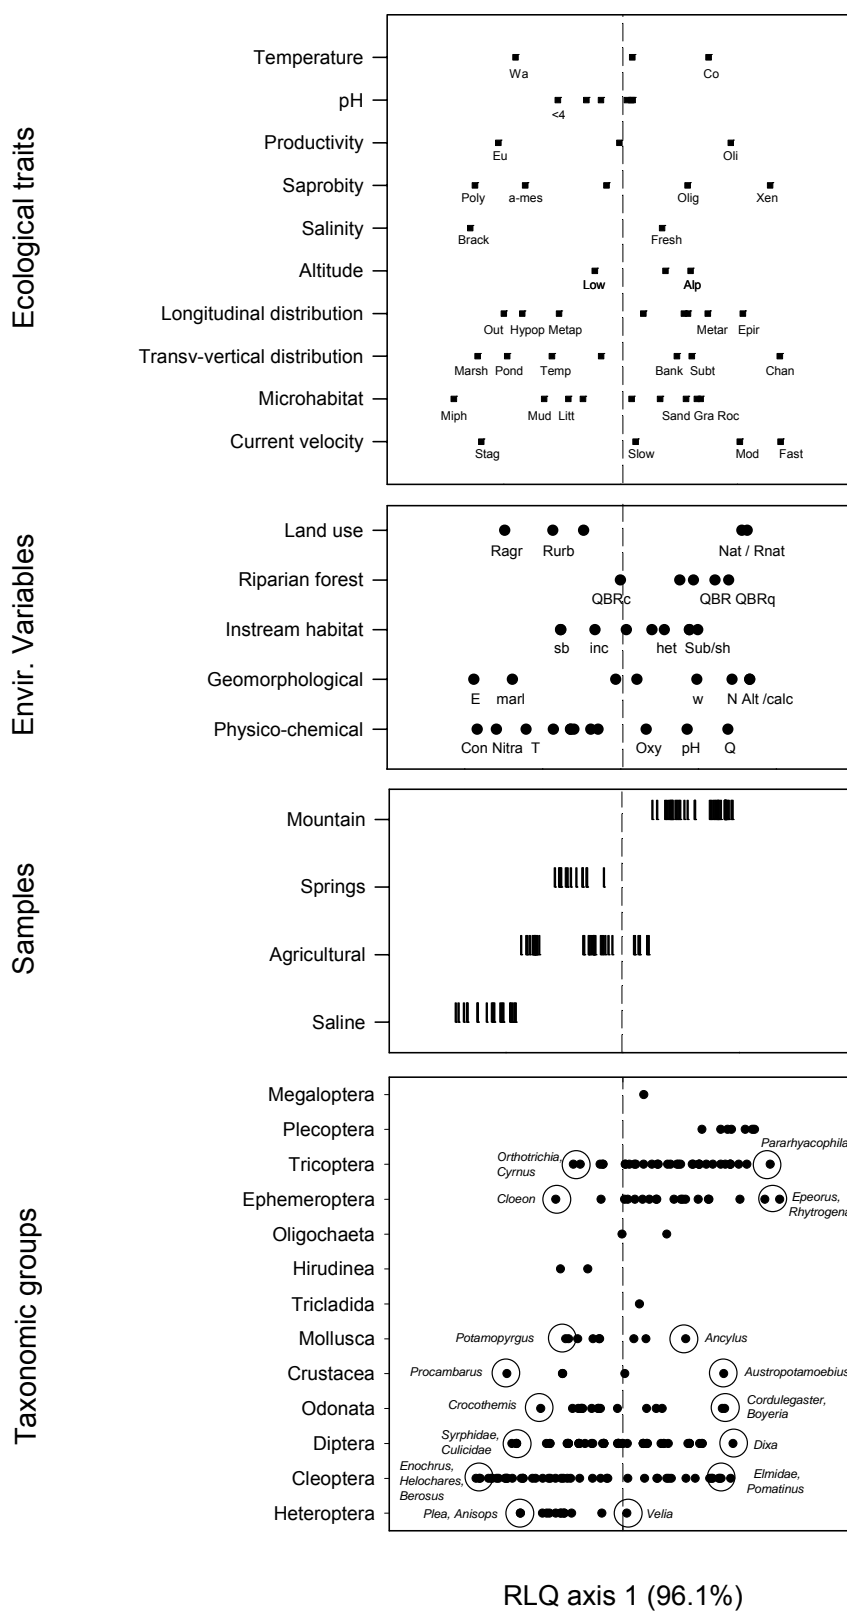 Ecological traits
Temperature
Wa Co
pH
<4
Productivity
Eu Oli
Saprobity
Poly a-mes Olig Xen
Salinity
Brack Fresh
Altitude
Low Alp
Longitudinal distribution
Out Hypop Metap Metar Epir
Transv-vertical distribution
Marsh Pond Temp Bank Subt Chan
Microhabitat
Miph Mud Litt Sand Gra Roc
Current velocity
Stag Slow Mod Fast
Envir. Variables
Land use
Ragr Rurb Nat / Rnat
Riparian forest
QBRc QBR QBRq
Instream habitat
sb inc het Sub/sh
Geomorphological
E marl w N Alt /calc
Physico-chemical
Con Nitra T Oxy pH Q
Samples
Mountain
Springs
Agricultural
Saline
Taxonomic groups
Megaloptera
Plecoptera
Pararhyacophila
Tricoptera
Orthotrichia,
Cyrnus
Ephemeroptera
Cloeon
Epeorus,
Rhytrogena
Oligochaeta
Hirudinea
Tricladida
Mollusca
Potamopyrgus Ancylus
Crustacea
Procambarus Austropotamoebius
Odonata
Crocothemis
Cordulegaster,
Boyeria
Diptera
Syrphidae,
Culicidae
Dixa
Cleoptera
Enochrus,
Helochares,
Berosus
Elmidae,
Pomatinus
Heteroptera
Plea, Anisops Velia
RLQ axis 1 (96.1%)